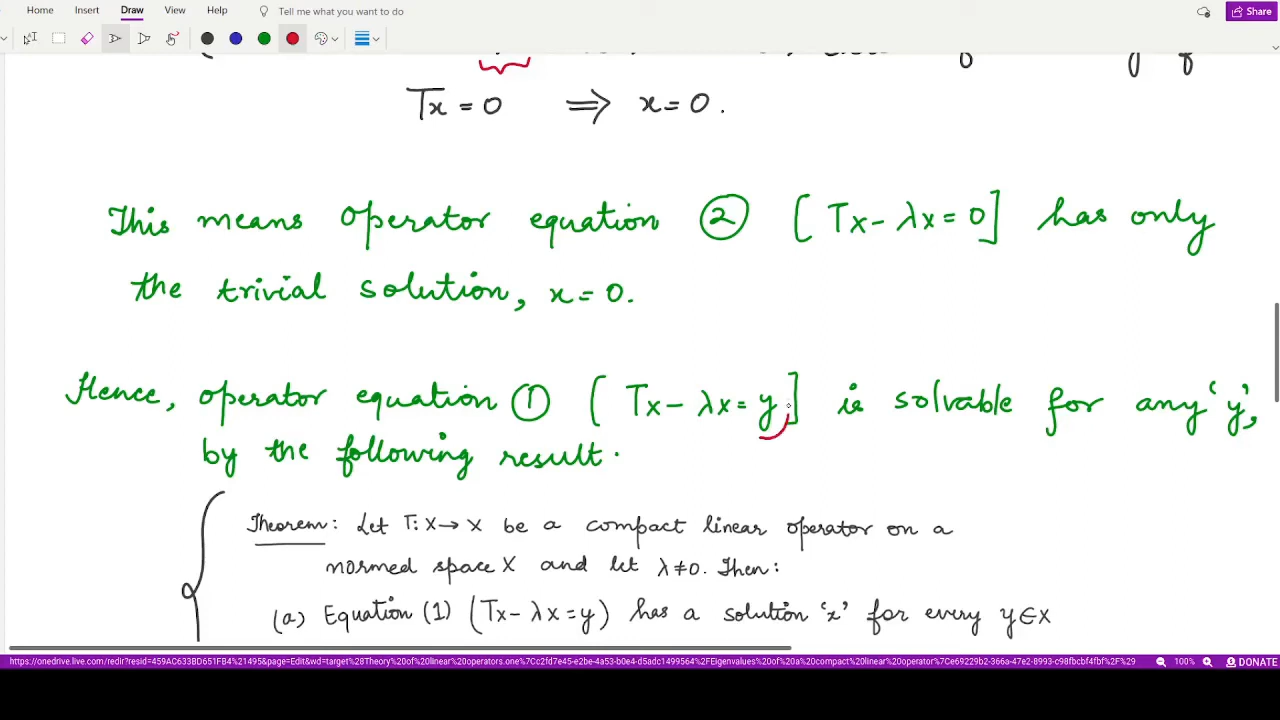 Home Insert Draw View Help Tell me what you want to do Share
Tx = 0 ⟹ x = 0.
This means operator equation ② [Tx - λx = 0] has only
the trivial solution, x = 0.
Hence, operator equation ① [Tx - λx = y] is solvable for any 'y',
by the following result.
Theorem: Let T: X → X be a compact linear operator on a
normed space X and let λ ≠ 0. Then:
(a) Equation (1) (Tx - λx = y) has a solution 'x' for every y ∈ X
100% DONATE